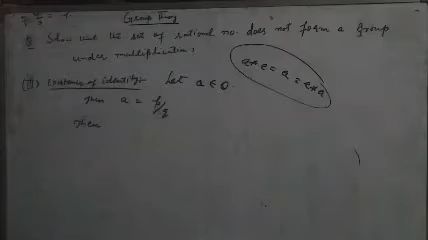 Group Theory
Q Show that the set of rational no. does not form a group
under multiplication.
(iii) Existence of identity:- Let a ∈ Q.
a * e = a = e * a
then a = p/q
then